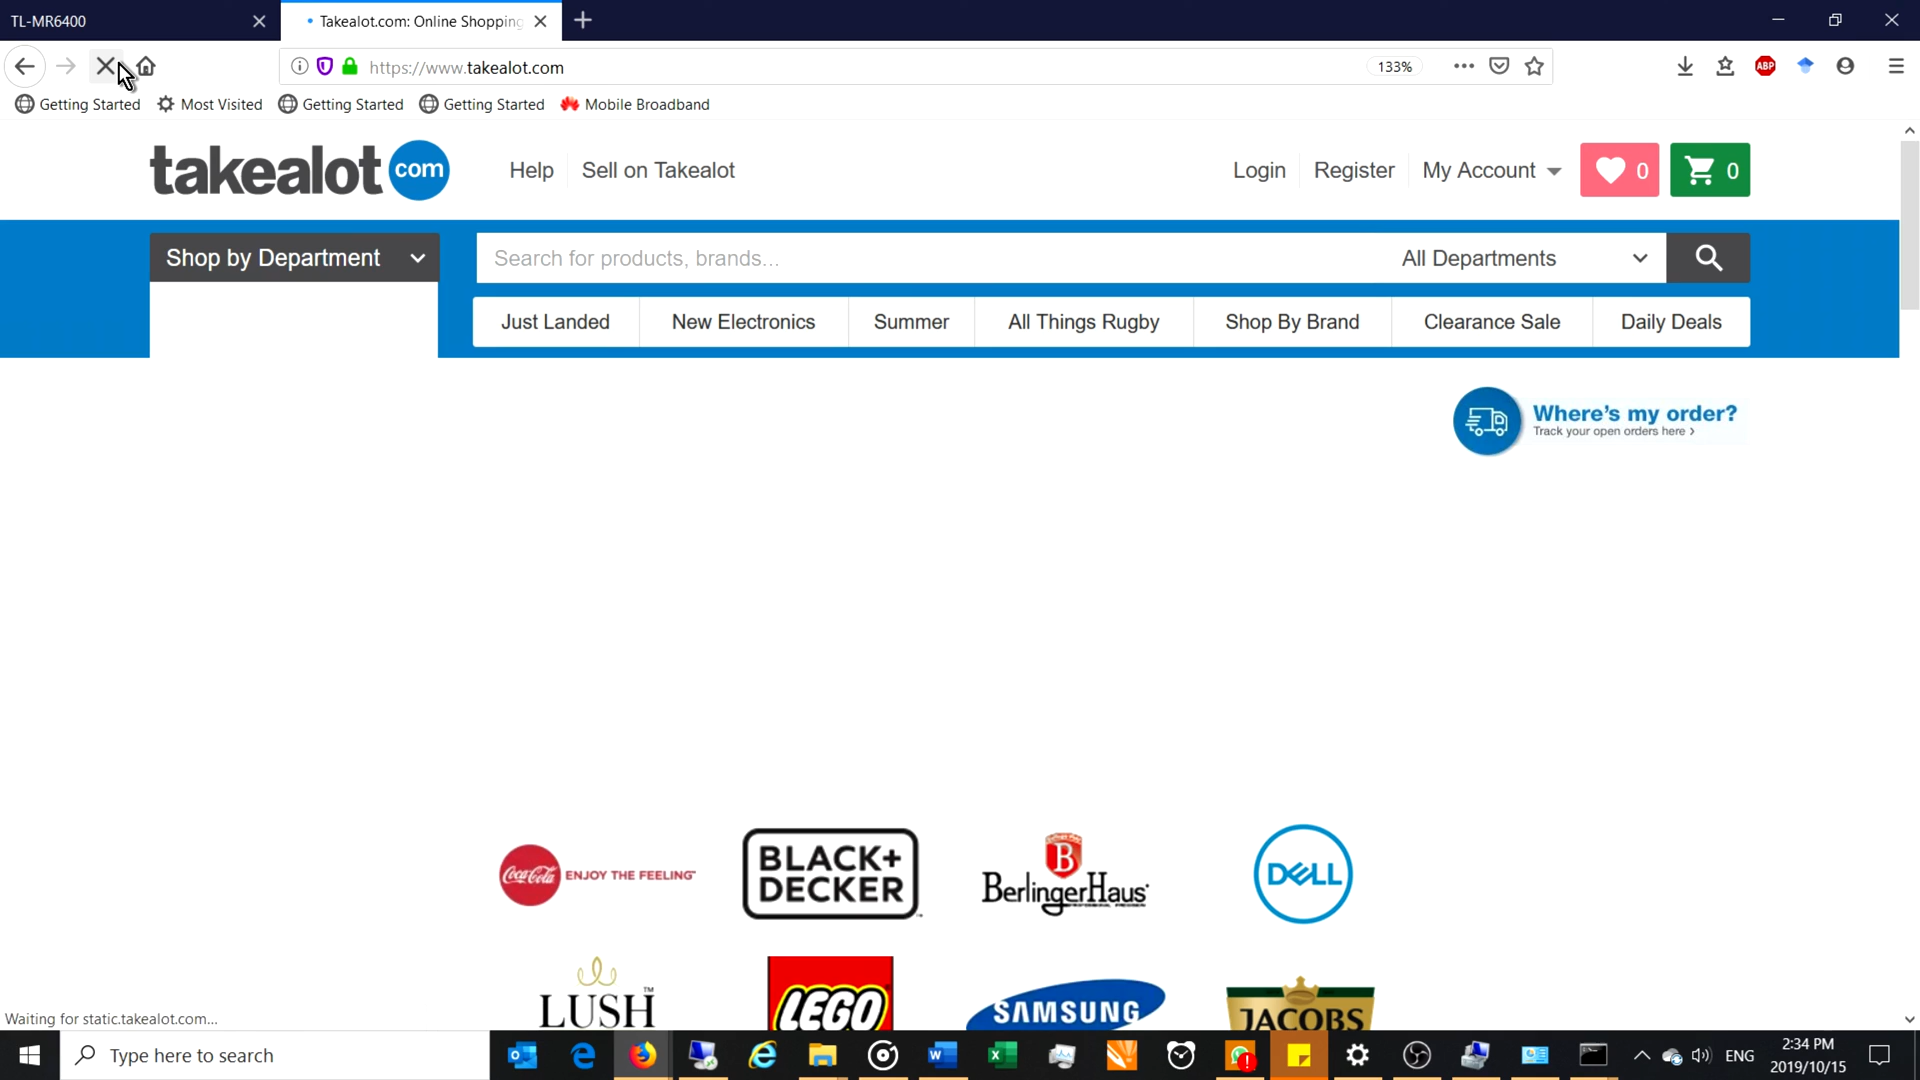 TL-MR6400
Takealot.com: Online Shopping
https://www.takealot.com
133%
ABP
Getting Started
Most Visited
Getting Started
Getting Started
Mobile Broadband
takealot com
Help
Sell on Takealot
Login
Register
My Account
0
0
Shop by Department
Search for products, brands...
All Departments
Just Landed
New Electronics
Summer
All Things Rugby
Shop By Brand
Clearance Sale
Daily Deals
Where's my order?
Track your open orders here >
Coca-Cola ENJOY THE FEELING™
BLACK+
DECKER
B
BerlingerHaus
DELL
LUSH™
LEGO
SAMSUNG
JACOBS
Waiting for static.takealot.com...
Type here to search
ENG
2:34 PM
2019/10/15